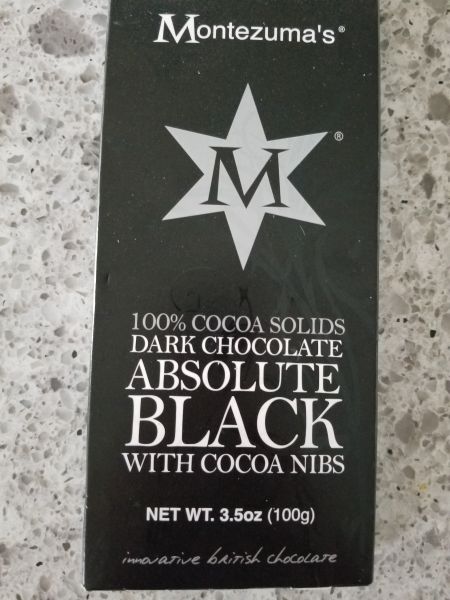 Montezuma's®
M®
100% COCOA SOLIDS
DARK CHOCOLATE
ABSOLUTE
BLACK
WITH COCOA NIBS
NET WT. 3.5oz (100g)
innovative british chocolate